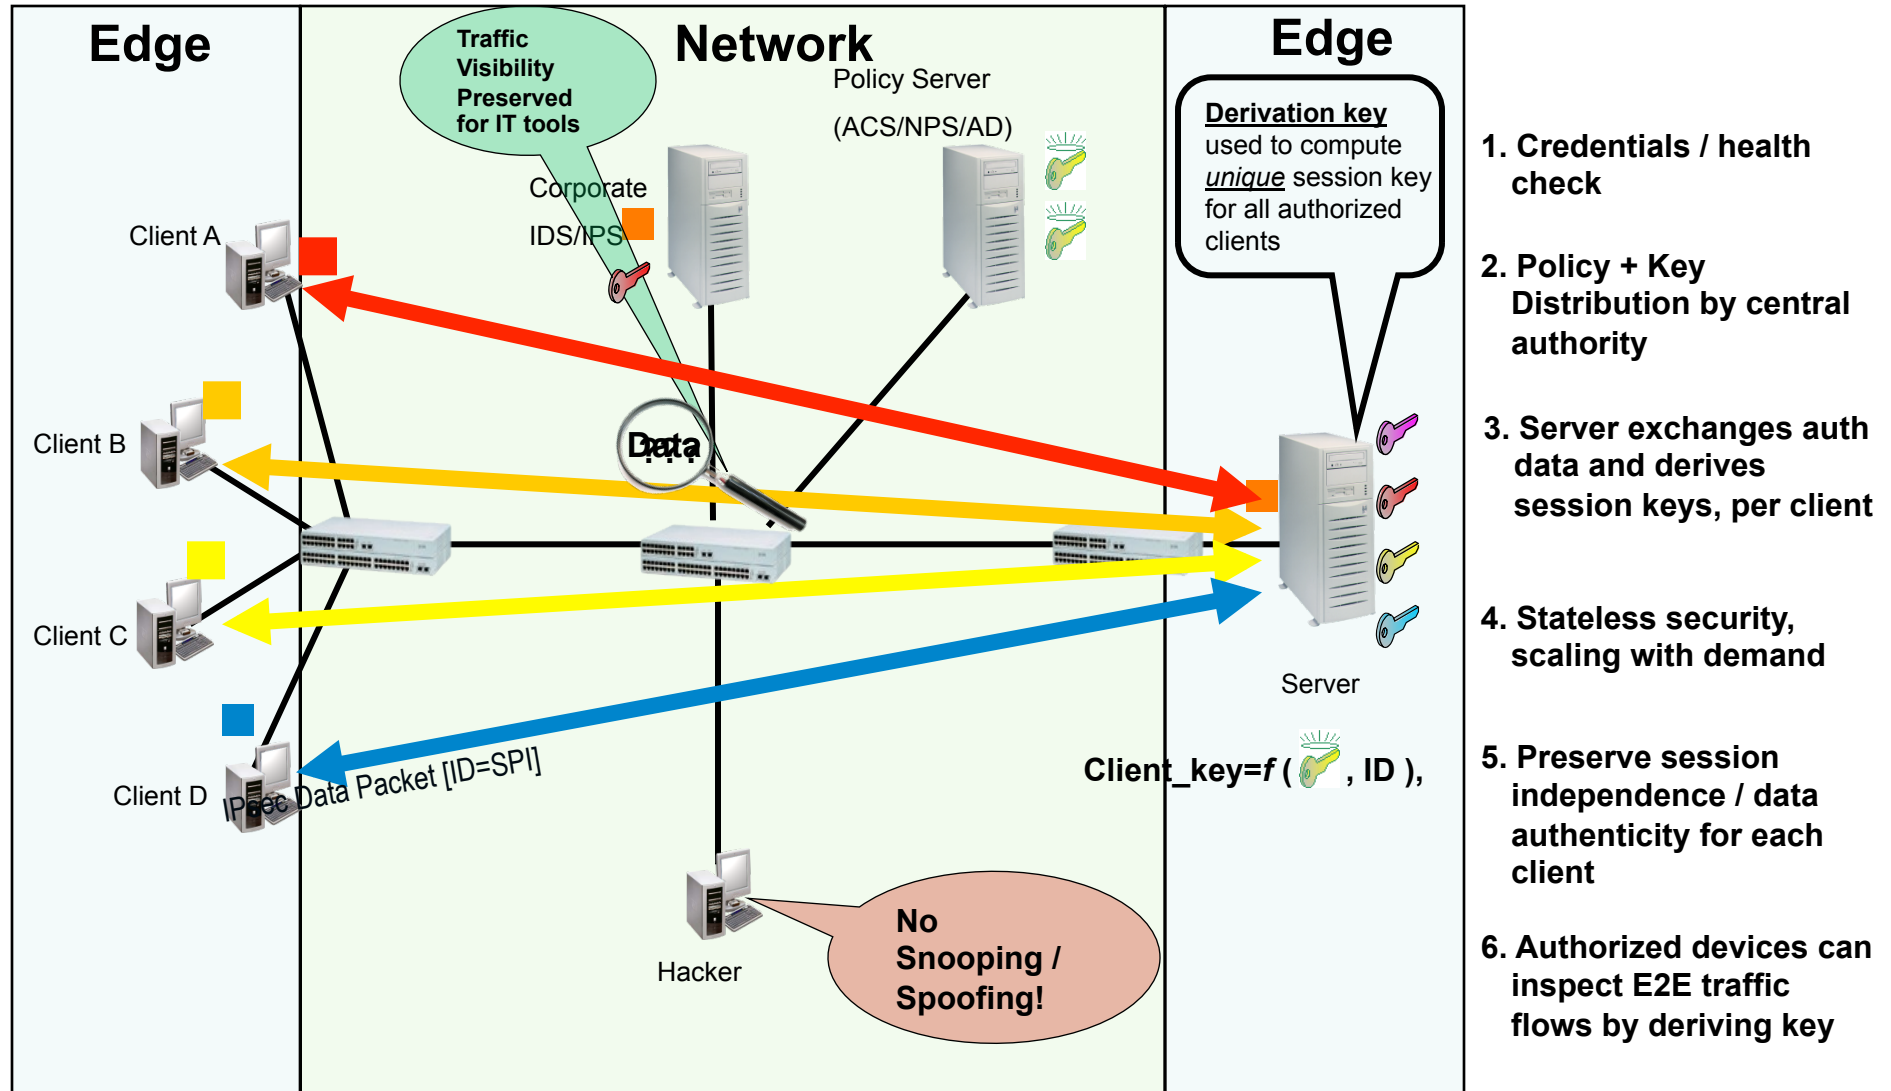 Edge
Network
Edge
Traffic
Visibility
Preserved
for IT tools
Policy Server
(ACS/NPS/AD)
Corporate
IDS/IPS
Derivation key
used to compute
unique session key
for all authorized
clients
Client A
Client B
Client C
Client D
Data
IPsec Data Packet [ID=SPI]
Server
Client_key=f ( , ID ),
Hacker
No
Snooping /
Spoofing!
1. Credentials / health
check
2. Policy + Key
Distribution by central
authority
3. Server exchanges auth
data and derives
session keys, per client
4. Stateless security,
scaling with demand
5. Preserve session
independence / data
authenticity for each
client
6. Authorized devices can
inspect E2E traffic
flows by deriving key